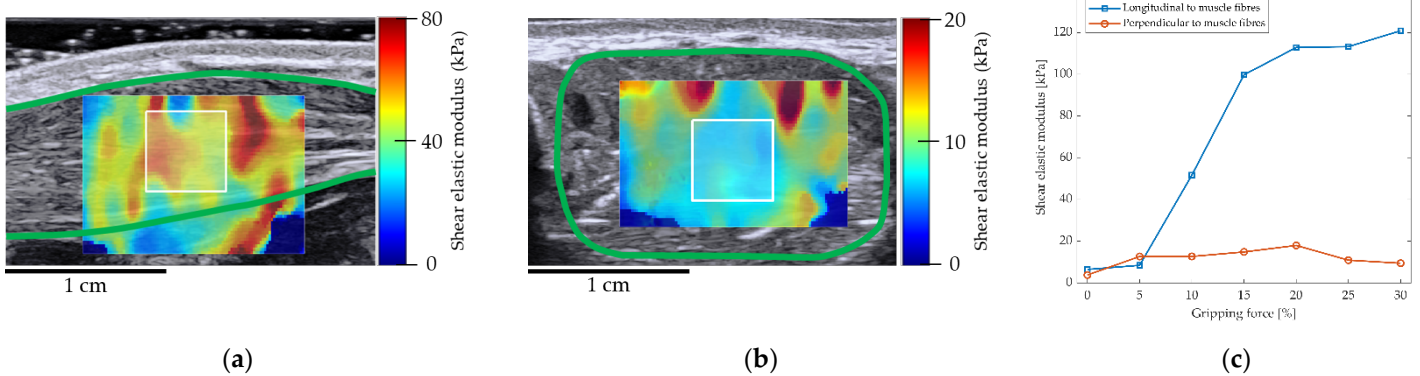 80
40
0
Shear elastic modulus (kPa)
1 cm
(a)
20
10
0
Shear elastic modulus (kPa)
1 cm
(b)
Longitudinal to muscle fibres
Perpendicular to muscle fibres
120
100
80
60
40
20
0
Shear elastic modulus [kPa]
0 5 10 15 20 25 30
Gripping force [%]
(c)